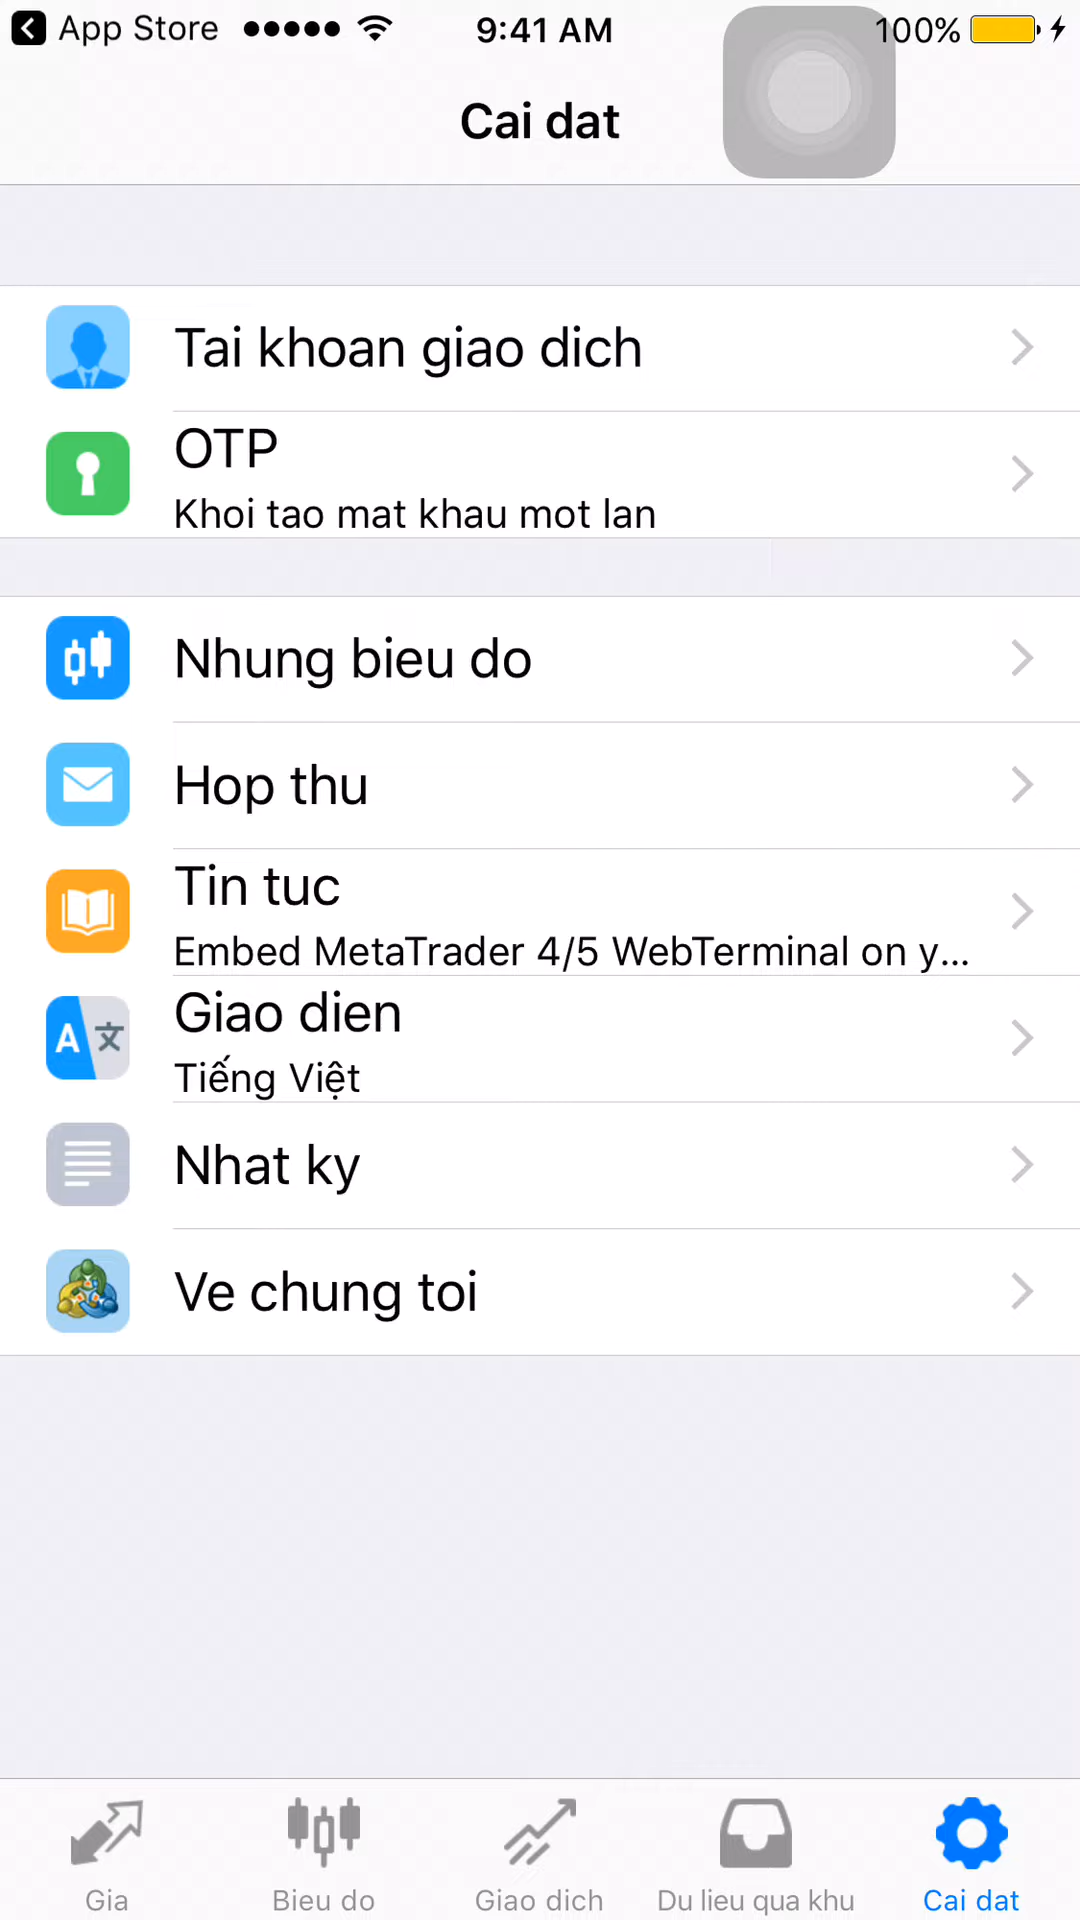 App Store 9:41 AM 100%
Cai dat
Tai khoan giao dich
OTP
Khoi tao mat khau mot lan
Nhung bieu do
Hop thu
Tin tuc
Embed MetaTrader 4/5 WebTerminal on y...
A 文
Giao dien
Tiếng Việt
Nhat ky
Ve chung toi
Gia Bieu do Giao dich Du lieu qua khu Cai dat